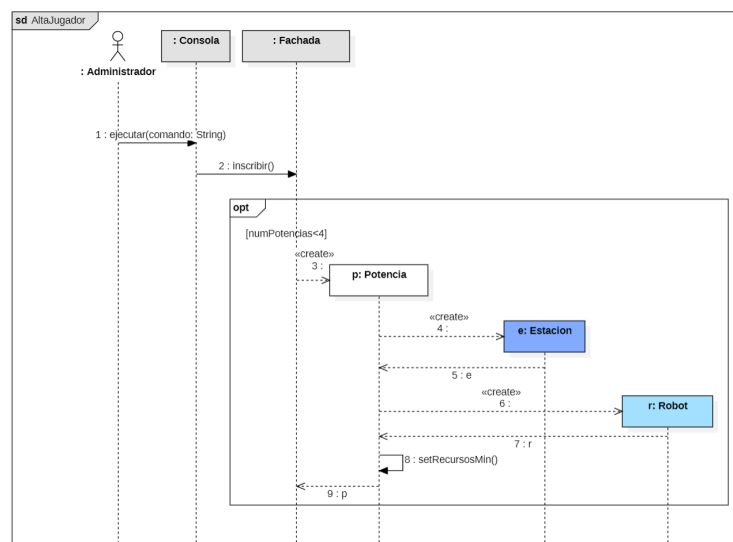 sd AltaJugador
: Administrador
: Consola
: Fachada
1 : ejecutar(comando: String)
2 : inscribir()
opt
[numPotencias<4]
«create»
3 :
p: Potencia
«create»
4 :
e: Estacion
5 : e
«create»
6 :
r: Robot
7 : r
8 : setRecursosMin()
9 : p